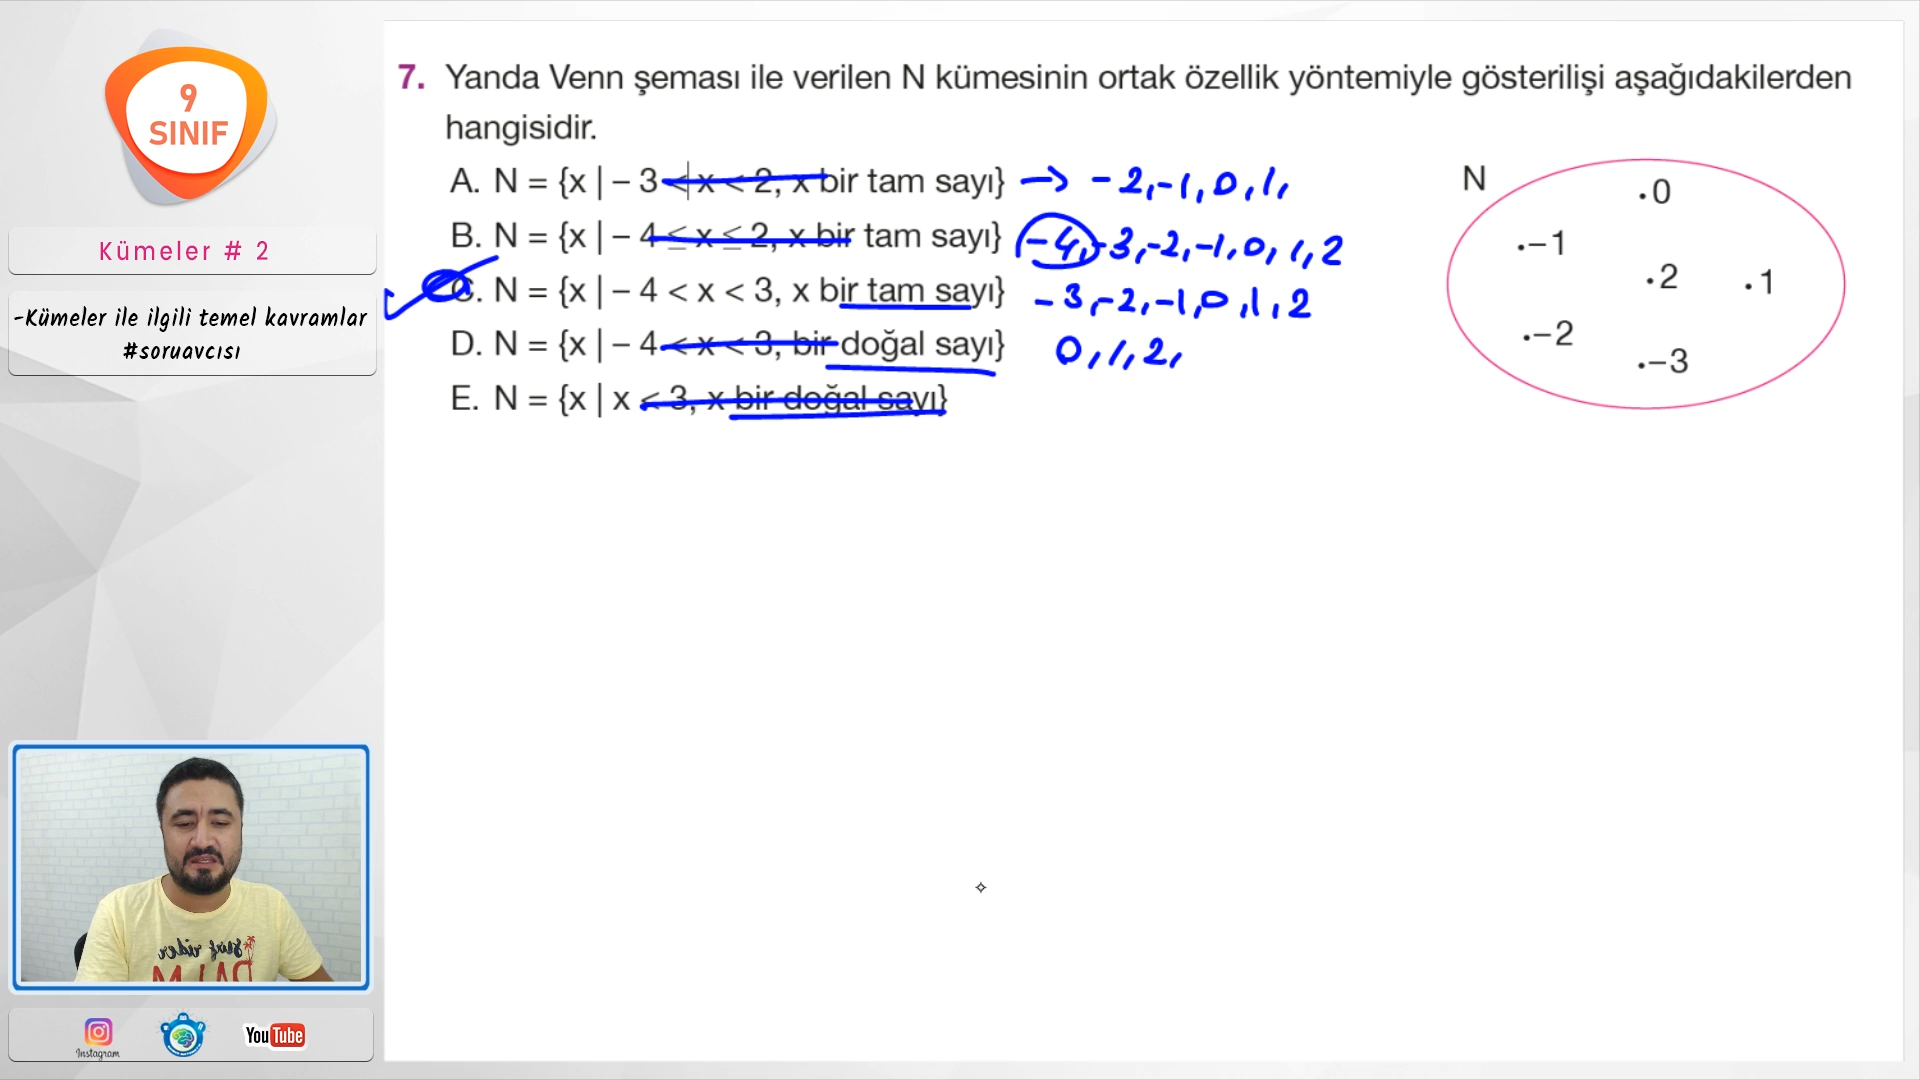 9
SINIF
Kümeler # 2
-Kümeler ile ilgili temel kavramlar
#soruavcısı
7. Yanda Venn şeması ile verilen N kümesinin ortak özellik yöntemiyle gösterilişi aşağıdakilerden
hangisidir.
A. N = {x | – 3 < x < 2, x bir tam sayı} → -2, -1, 0, 1,
B. N = {x | – 4 ≤ x ≤ 2, x bir tam sayı} -4, -3, -2, -1, 0, 1, 2
C. N = {x | – 4 < x < 3, x bir tam sayı} -3, -2, -1, 0, 1, 2
D. N = {x | – 4 < x < 3, bir doğal sayı} 0, 1, 2,
E. N = {x | x < 3, x bir doğal sayı}
N
.0
.–1
.2
.1
.–2
.–3
rider
PALM
Instagram
YouTube